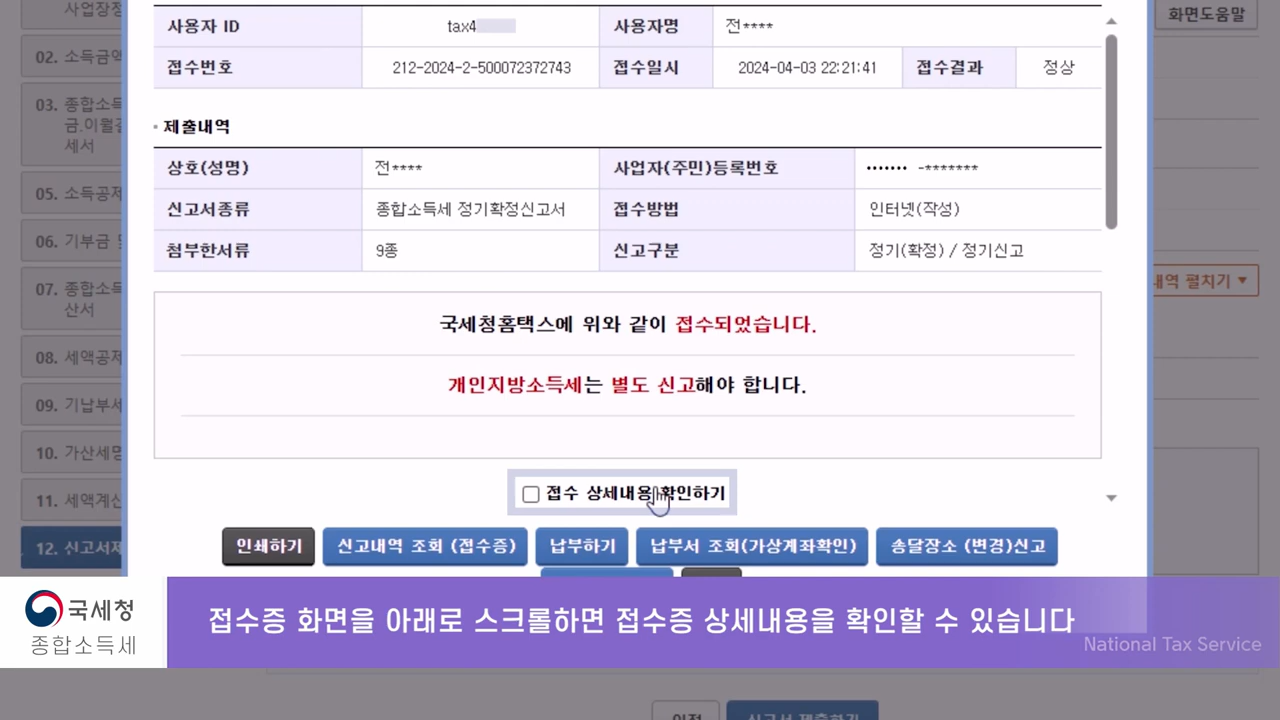 사업장정
화면도움말
02. 소득금액
03. 종합소득
금.이월결
세서
05. 소득공제
06. 기부금 및
07. 종합소득
산서
08. 세액공제
09. 기납부세
10. 가산세명
11. 세액계산
12. 신고서제
내역 펼치기 ▼
사용자 ID tax4 사용자명 전****
접수번호 212-2024-2-500072372743 접수일시 2024-04-03 22:21:41 접수결과 정상
제출내역
상호(성명) 전**** 사업자(주민)등록번호 ••••••• -*******
신고서종류 종합소득세 정기확정신고서 접수방법 인터넷(작성)
첨부한서류 9종 신고구분 정기(확정) / 정기신고
국세청홈택스에 위와 같이 접수되었습니다.
개인지방소득세는 별도 신고해야 합니다.
접수 상세내용 확인하기
인쇄하기 신고내역 조회 (접수증) 납부하기 납부서 조회(가상계좌확인) 송달장소 (변경)신고
국세청
종합소득세
접수증 화면을 아래로 스크롤하면 접수증 상세내용을 확인할 수 있습니다
National Tax Service
이전 신고서 제출하기